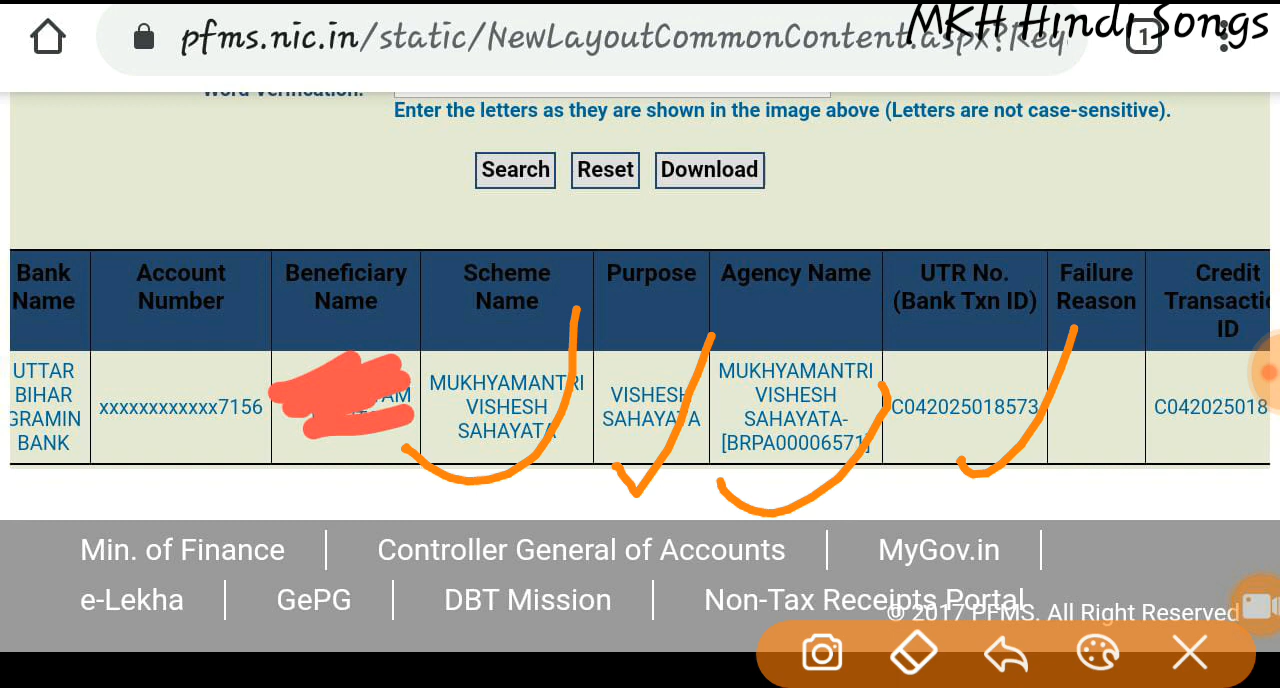 MKH Hindi Songs
pfms.nic.in/static/NewLayoutCommonContent.aspx?Req
1
Word Verification:
Enter the letters as they are shown in the image above (Letters are not case-sensitive).
Search Reset Download
Bank Name
Account Number
Beneficiary Name
Scheme Name
Purpose
Agency Name
UTR No.
(Bank Txn ID)
Failure Reason
Credit
Transactio
ID
UTTAR
BIHAR
GRAMIN
BANK
xxxxxxxxxxxx7156
AM
MUKHYAMANTRI
VISHESH
SAHAYATA
VISHESH
SAHAYATA
MUKHYAMANTRI
VISHESH
SAHAYATA-
[BRPA00006571]
C042025018573
C042025018
Min. of Finance
Controller General of Accounts
MyGov.in
e-Lekha
GePG
DBT Mission
Non-Tax Receipts Portal
© 2017 PFMS. All Right Reserved